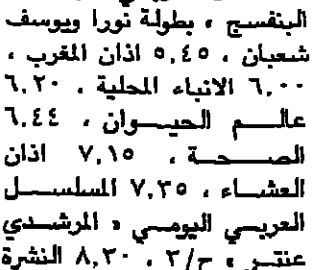 البنفسج ، بطولة نورا ويوسف
شعبان ، ٥,٤٥ اذان المغرب ،
٦,٠٠ الانباء المحلية ، ٦,٢٠
عالم الحيوان ، ٦,٤٤
الصحة ، ٧,١٥ اذان
العشاء ، ٧,٣٥ المسلسل
العربي اليومي « المرشدي
عنتر » ح/٢ ، ٨,٣٠ النشرة